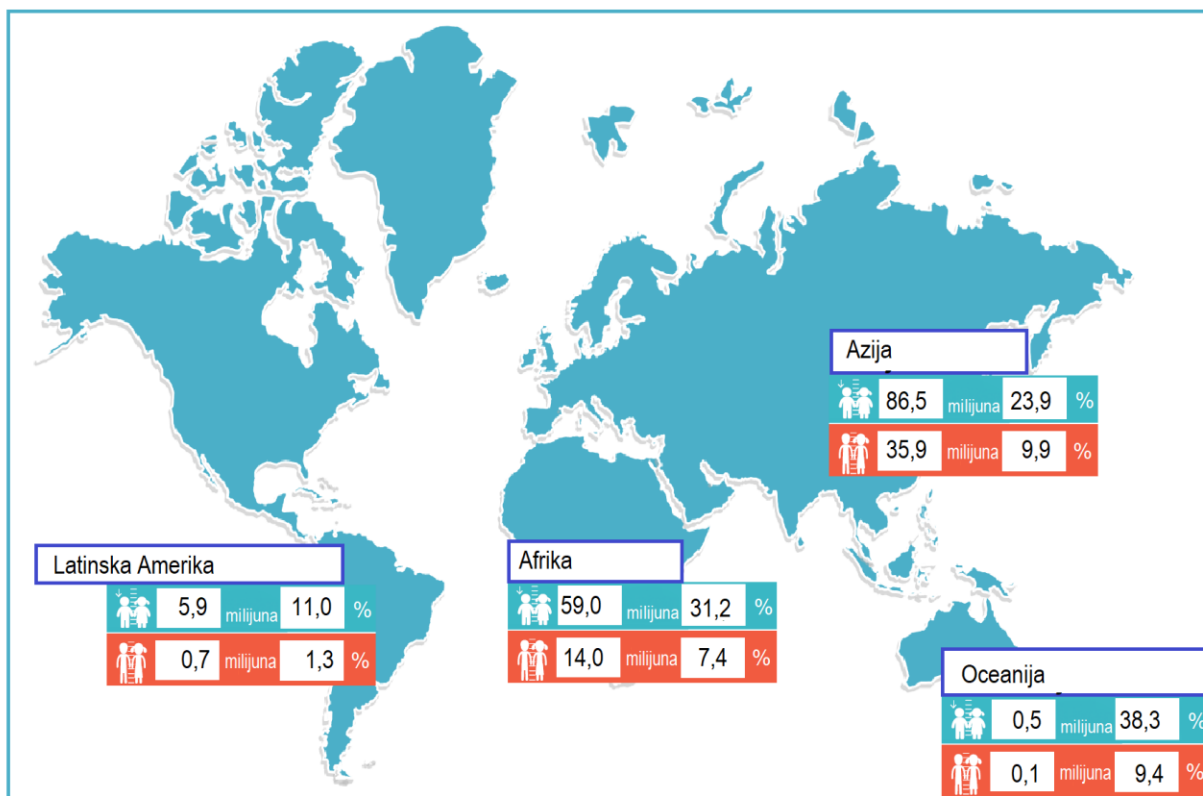 Azija
86,5 milijuna 23,9 %
35,9 milijuna 9,9 %
Latinska Amerika
5,9 milijuna 11,0 %
0,7 milijuna 1,3 %
Afrika
59,0 milijuna 31,2 %
14,0 milijuna 7,4 %
Oceanija
0,5 milijuna 38,3 %
0,1 milijuna 9,4 %